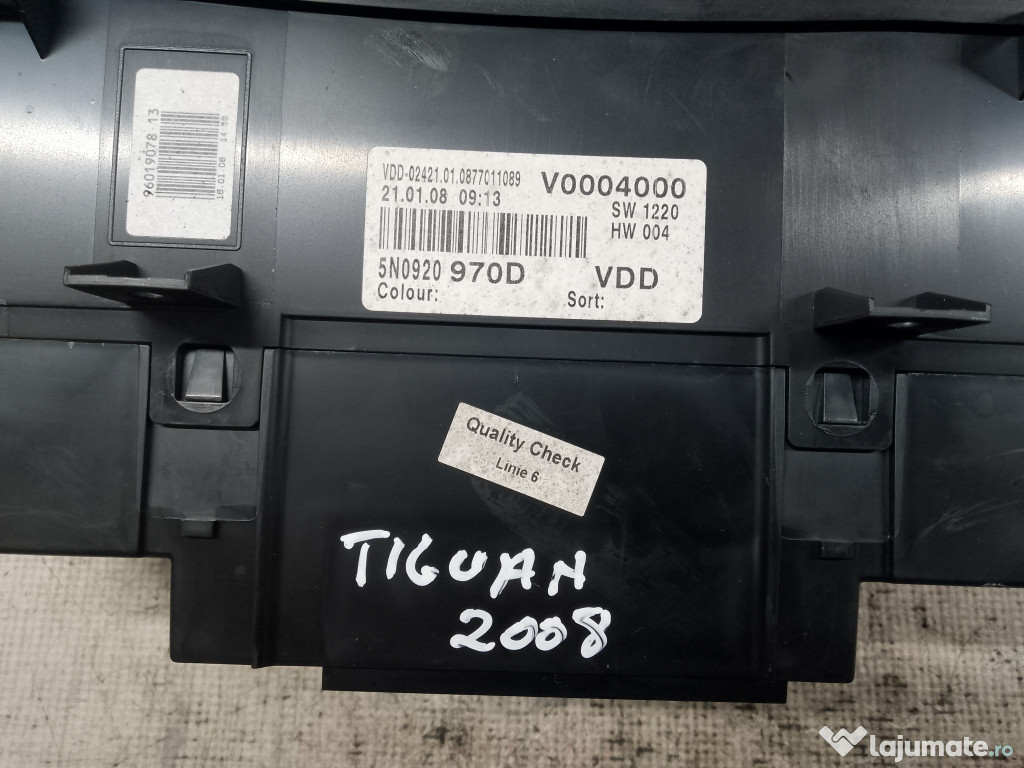 96019078 13
16.01.08 14 38
VDD-02421.01.0877011089
21.01.08 09:13
V0004000
SW 1220
HW 004
5N0920 970D VDD
Colour: Sort:
Quality Check
Linie 6
TIGUAN
2008
lajumate.ro